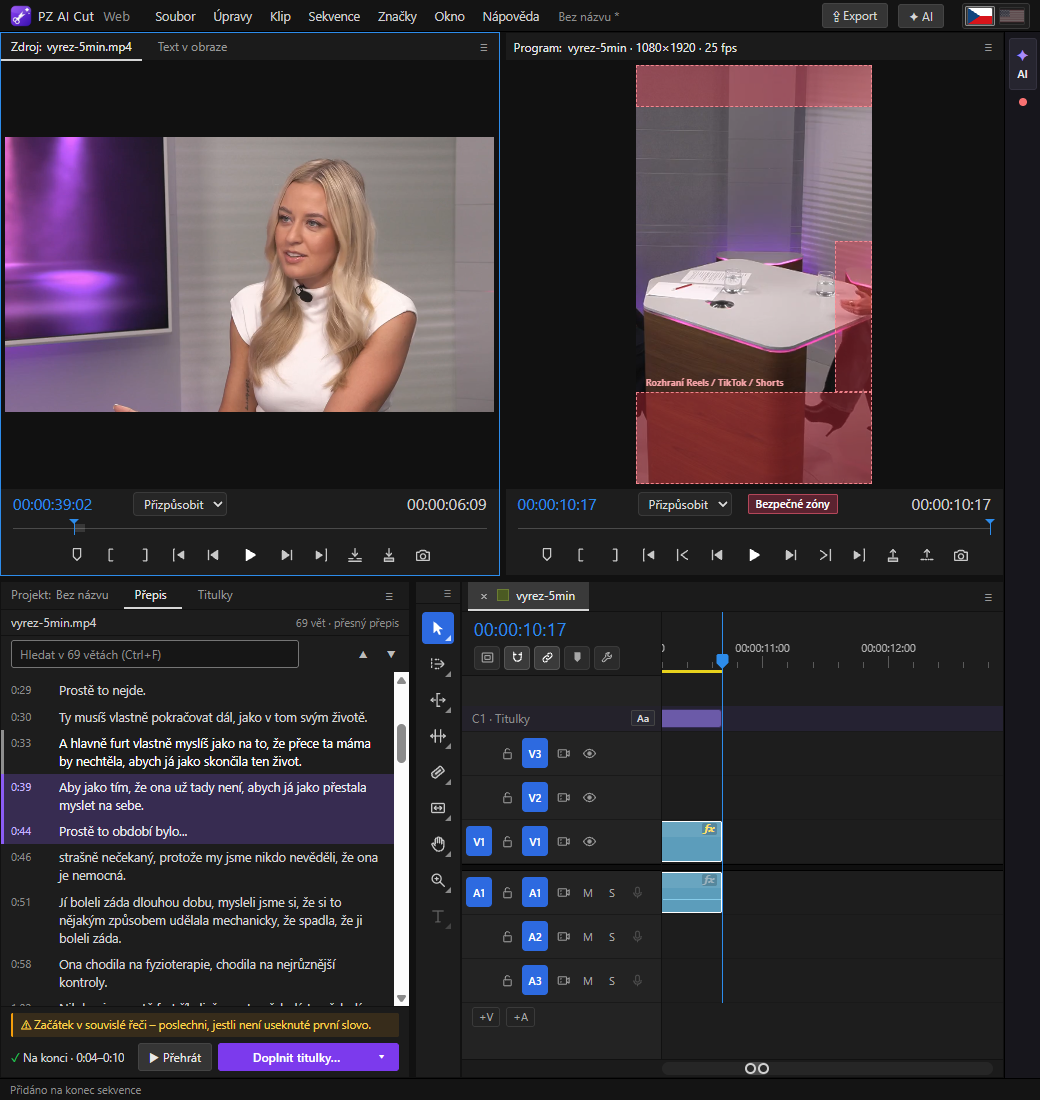 PZ AI Cut Web Soubor Úpravy Klip Sekvence Značky Okno Nápověda Bez názvu * Export AI
Zdroj: vyrez-5min.mp4 Text v obraze
Program: vyrez-5min · 1080×1920 · 25 fps
AI
Rozhraní Reels / TikTok / Shorts
00:00:39:02 Přizpůsobit 00:00:06:09
00:00:10:17 Přizpůsobit Bezpečné zóny 00:00:10:17
Projekt: Bez názvu Přepis Titulky
vyrez-5min.mp4 69 vět · přesný přepis
Hledat v 69 větách (Ctrl+F)
0:29 Prostě to nejde.
0:30 Ty musíš vlastně pokračovat dál, jako v tom svým životě.
0:33 A hlavně furt vlastně myslíš jako na to, že přece ta máma
by nechtěla, abych já jako skončila ten život.
0:39 Aby jako tím, že ona už tady není, abych já jako přestala
myslet na sebe.
0:44 Prostě to období bylo...
0:46 strašně nečekaný, protože my jsme nikdo nevěděli, že ona
je nemocná.
0:51 Jí boleli záda dlouhou dobu, mysleli jsme si, že si to
nějakým způsobem udělala mechanicky, že spadla, že ji
boleli záda.
0:58 Ona chodila na fyzioterapie, chodila na nejrůznější
kontroly.
⚠ Začátek v souvislé řeči – poslechni, jestli není useknuté první slovo.
✓ Na konci · 0:04–0:10 ▶ Přehrát Doplnit titulky...
× vyrez-5min
00:00:10:17
00:00:11:00 00:00:12:00
C1 · Titulky Aa
V3
V2
V1 V1 fx
A1 A1 M S fx
A2 M S
A3 M S
+V +A
Přidáno na konec sekvence